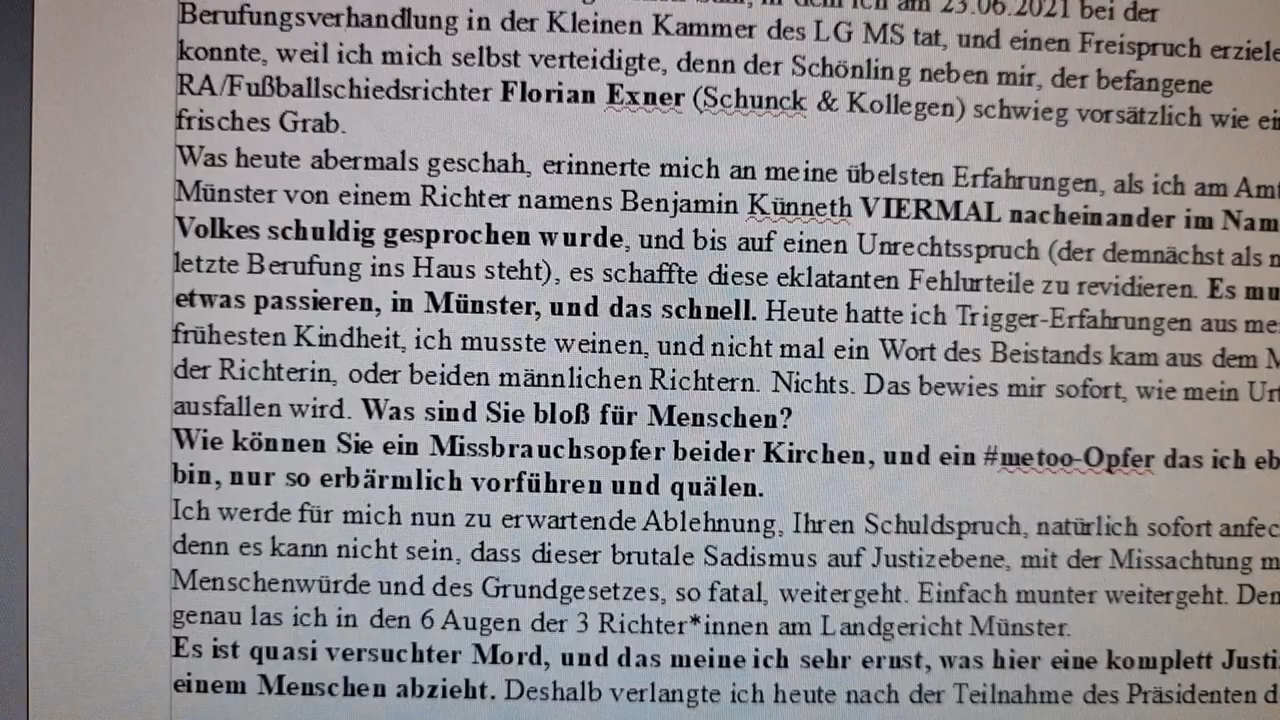 in dem ich am 23.06.2021 bei der
Berufungsverhandlung in der Kleinen Kammer des LG MS tat, und einen Freispruch erziele
konnte, weil ich mich selbst verteidigte, denn der Schönling neben mir, der befangene
RA/Fußballschiedsrichter Florian Exner (Schunck & Kollegen) schwieg vorsätzlich wie ei
frisches Grab.
Was heute abermals geschah, erinnerte mich an meine übelsten Erfahrungen, als ich am Am
Münster von einem Richter namens Benjamin Künneth VIERMAL nacheinander im Nam
Volkes schuldig gesprochen wurde, und bis auf einen Unrechtsspruch (der demnächst als
letzte Berufung ins Haus steht), es schaffte diese eklatanten Fehlurteile zu revidieren. Es mu
etwas passieren, in Münster, und das schnell. Heute hatte ich Trigger-Erfahrungen aus me
frühesten Kindheit, ich musste weinen, und nicht mal ein Wort des Beistands kam aus dem M
der Richterin, oder beiden männlichen Richtern. Nichts. Das bewies mir sofort, wie mein Ur
ausfallen wird. Was sind Sie bloß für Menschen?
Wie können Sie ein Missbrauchsopfer beider Kirchen, und ein #metoo-Opfer das ich eb
bin, nur so erbärmlich vorführen und quälen.
Ich werde für mich nun zu erwartende Ablehnung, Ihren Schuldspruch, natürlich sofort anfec
denn es kann nicht sein, dass dieser brutale Sadismus auf Justizebene, mit der Missachtung m
Menschenwürde und des Grundgesetzes, so fatal, weitergeht. Einfach munter weitergeht. Den
genau las ich in den 6 Augen der 3 Richter*innen am Landgericht Münster.
Es ist quasi versuchter Mord, und das meine ich sehr ernst, was hier eine komplett Justi
einem Menschen abzieht. Deshalb verlangte ich heute nach der Teilnahme des Präsidenten d